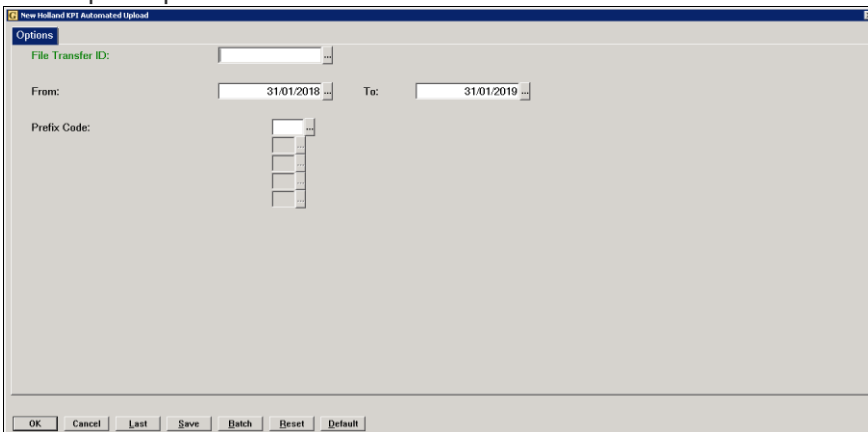 New Holland KPI Automated Upload
Options
File Transfer ID: ...
From: 31/01/2018 ... To: 31/01/2019 ...
Prefix Code: ...
...
...
...
...
OK Cancel Last Save Batch Reset Default